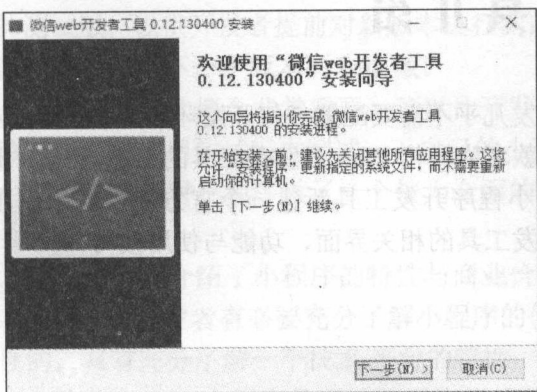 微信web开发者工具 0.12.130400 安装
欢迎使用“微信web开发者工具
0.12.130400”安装向导
这个向导将指引你完成 微信web开发者工具
0.12.130400 的安装进程。
在开始安装之前，建议先关闭其他所有应用程序。这将
允许“安装程序”更新指定的系统文件，而不需要重新
启动你的计算机。
单击 [下一步(N)] 继续。
</>
下一步(N) >
取消(C)